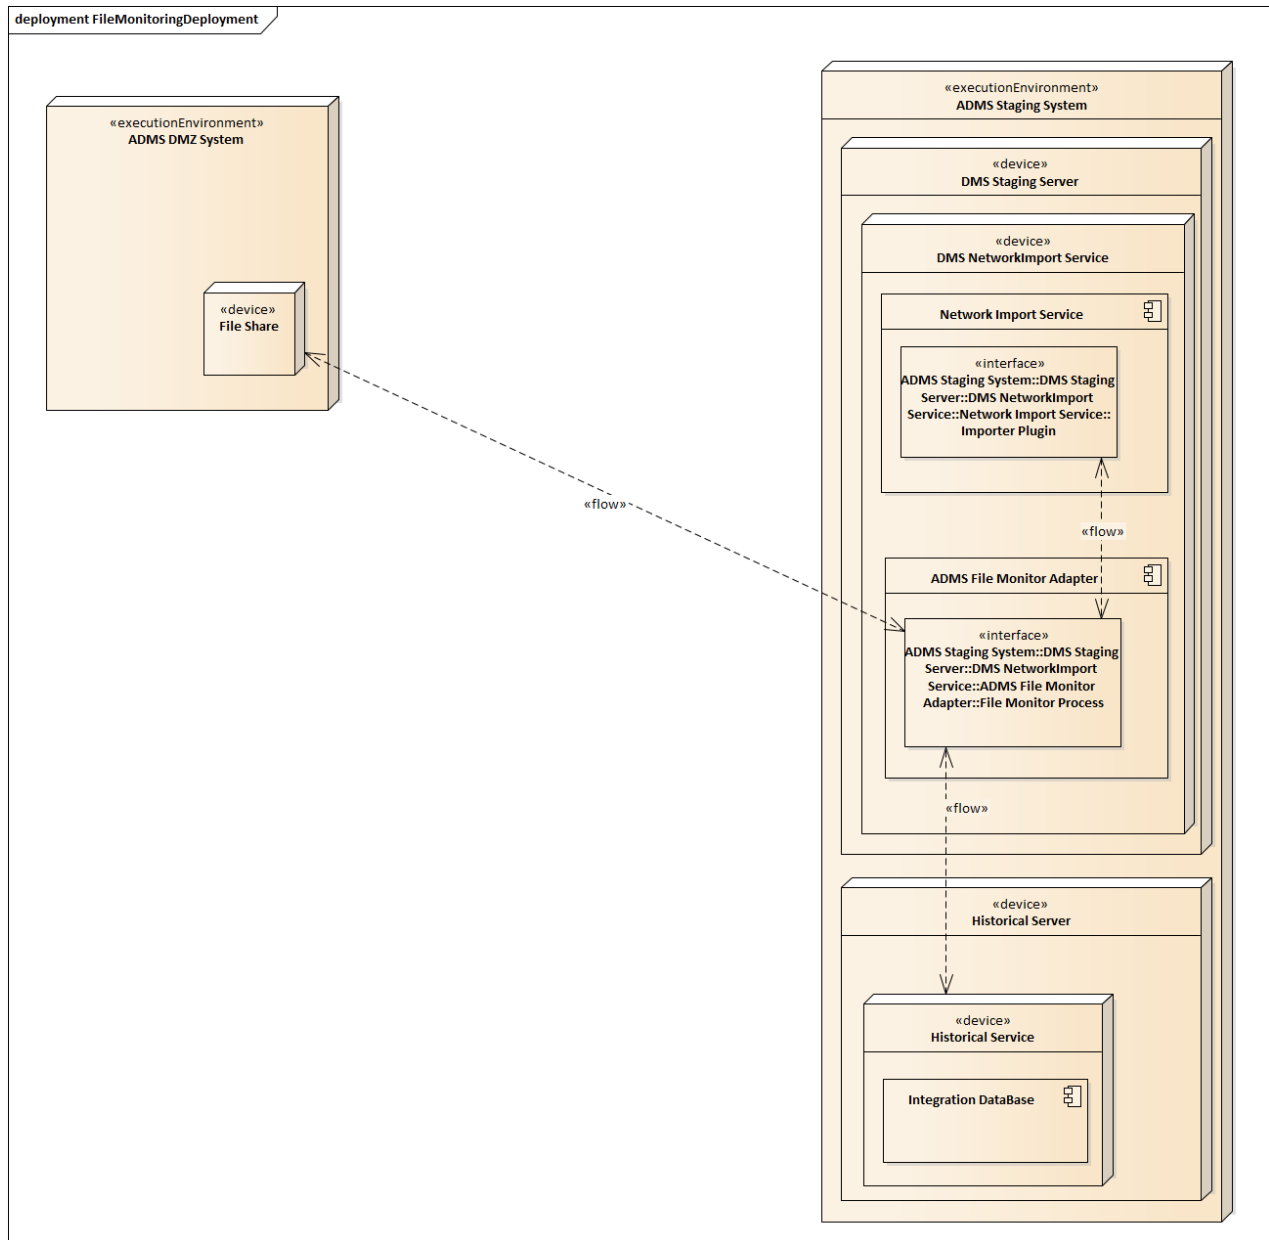 deployment FileMonitoringDeployment
«executionEnvironment»
ADMS DMZ System
«device»
File Share
«flow»
«executionEnvironment»
ADMS Staging System
«device»
DMS Staging Server
«device»
DMS NetworkImport Service
Network Import Service
«interface»
ADMS Staging System::DMS Staging
Server::DMS NetworkImport
Service::Network Import Service::
Importer Plugin
«flow»
ADMS File Monitor Adapter
«interface»
ADMS Staging System::DMS Staging
Server::DMS NetworkImport
Service::ADMS File Monitor
Adapter::File Monitor Process
«flow»
«device»
Historical Server
«device»
Historical Service
Integration DataBase